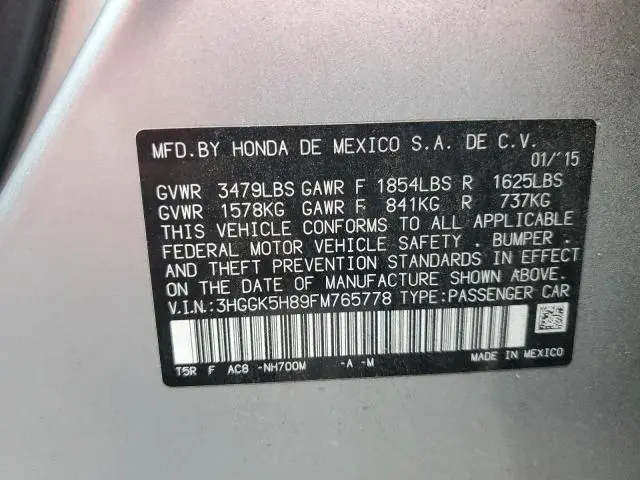 MFD. BY HONDA DE MEXICO S.A. DE C.V.
01/'15
GVWR 3479LBS GAWR F 1854LBS R 1625LBS
GVWR 1578KG GAWR F 841KG R 737KG
THIS VEHICLE CONFORMS TO ALL APPLICABLE
FEDERAL MOTOR VEHICLE SAFETY . BUMPER .
AND THEFT PREVENTION STANDARDS IN EFFECT
ON THE DATE OF MANUFACTURE SHOWN ABOVE.
V.I.N.:3HGGK5H89FM765778 TYPE:PASSENGER CAR
T5R F AC8 -NH700M -A -M MADE IN MEXICO